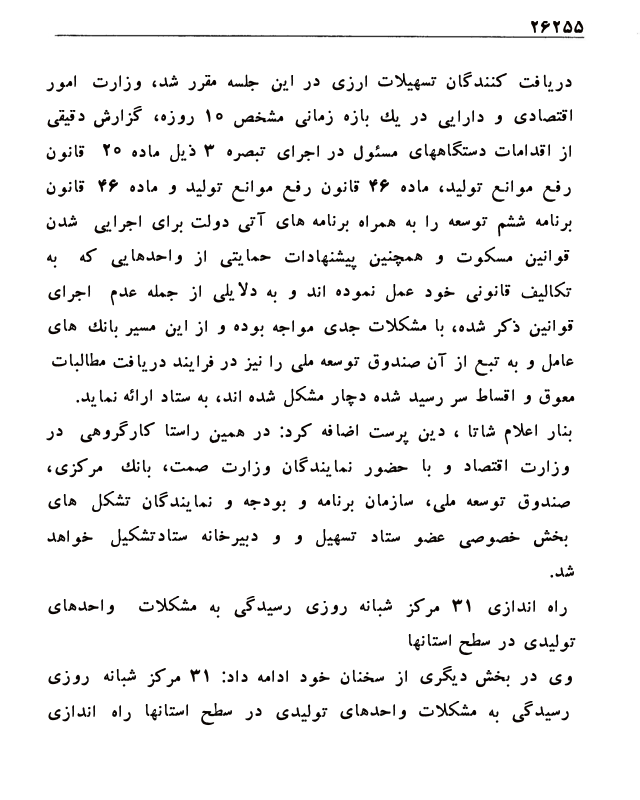 ۲۶۲۵۵
دریافت کنندگان تسهیلات ارزی در این جلسه مقرر شد، وزارت امور
اقتصادی و دارایی در یك بازه زمانی مشخص ۱۰ روزه، گزارش دقیقی
از اقدامات دستگاههای مسئول در اجرای تبصره ۳ ذیل ماده ۲۰ قانون
رفع موانع تولید، ماده ۴۶ قانون رفع موانع تولید و ماده ۴۶ قانون
برنامه ششم توسعه را به همراه برنامه های آتی دولت برای اجرایی شدن
قوانین مسکوت و همچنین پیشنهادات حمایتی از واحدهایی که به
تکالیف قانونی خود عمل نموده اند و به دلایلی از جمله عدم اجرای
قوانین ذکر شده، با مشکلات جدی مواجه بوده و از این مسیر بانك های
عامل و به تبع از آن صندوق توسعه ملی را نیز در فرایند دریافت مطالبات
معوق و اقساط سر رسید شده دچار مشکل شده اند، به ستاد ارائه نماید.
بنار اعلام شاتا ، دین پرست اضافه کرد: در همین راستا کارگروهی در
وزارت اقتصاد و با حضور نمایندگان وزارت صمت، بانك مرکزی،
صندوق توسعه ملی، سازمان برنامه و بودجه و نمایندگان تشکل های
بخش خصوصی عضو ستاد تسهیل و و دبیرخانه ستادتشکیل خواهد
شد.
راه اندازی ۳۱ مرکز شبانه روزی رسیدگی به مشکلات واحدهای
تولیدی در سطح استانها
وی در بخش دیگری از سخنان خود ادامه داد: ۳۱ مرکز شبانه روزی
رسیدگی به مشکلات واحدهای تولیدی در سطح استانها راه اندازی